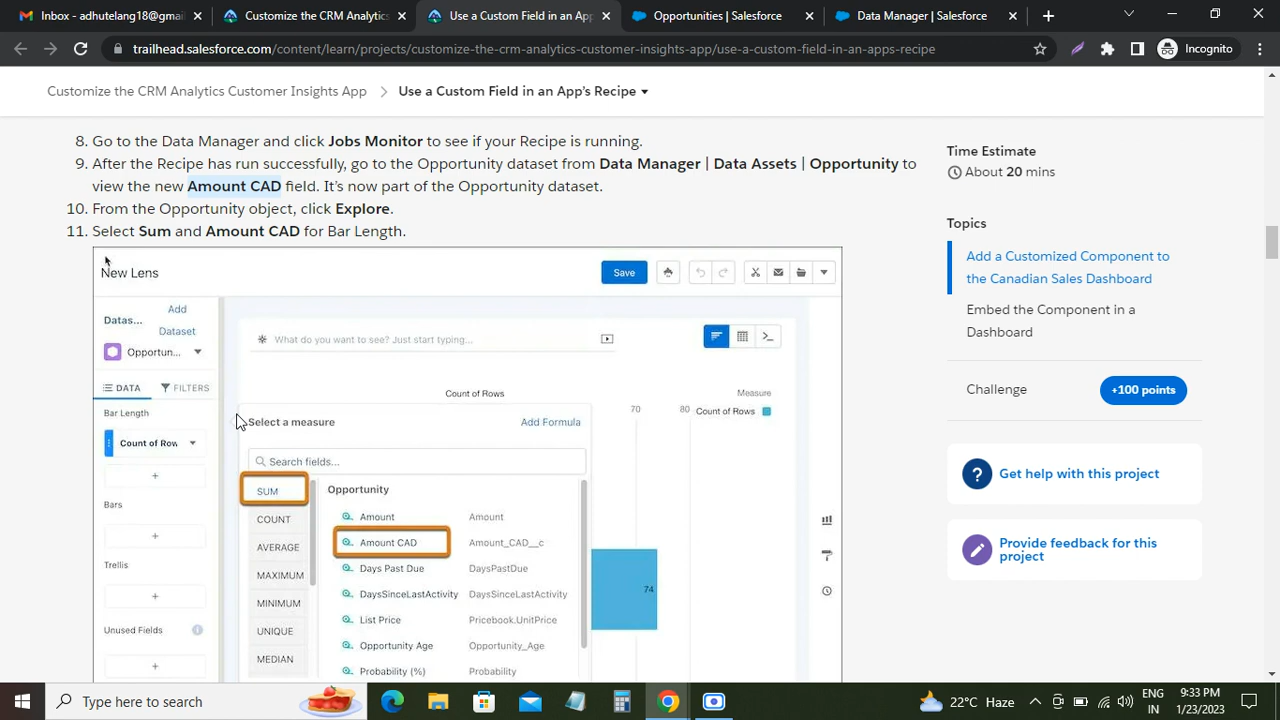 Inbox - adhutelang18@gmai
Customize the CRM Analytics
Use a Custom Field in an App
Opportunities | Salesforce
Data Manager | Salesforce
trailhead.salesforce.com/content/learn/projects/customize-the-crm-analytics-customer-insights-app/use-a-custom-field-in-an-apps-recipe
Incognito
Customize the CRM Analytics Customer Insights App
Use a Custom Field in an App's Recipe
8. Go to the Data Manager and click Jobs Monitor to see if your Recipe is running.
9. After the Recipe has run successfully, go to the Opportunity dataset from Data Manager | Data Assets | Opportunity to
view the new Amount CAD field. It's now part of the Opportunity dataset.
10. From the Opportunity object, click Explore.
11. Select Sum and Amount CAD for Bar Length.
New Lens
Save
Datas...
Add
Dataset
Opportun...
What do you want to see? Just start typing...
DATA
FILTERS
Count of Rows
Measure
70
80
Count of Rows
Bar Length
Count of Row
Select a measure
Add Formula
Search fields...
SUM
Opportunity
COUNT
Amount
Amount
Bars
AVERAGE
Amount CAD
Amount_CAD__c
MAXIMUM
Days Past Due
DaysPastDue
Trellis
MINIMUM
DaysSinceLastActivity
DaysSinceLastActivity
74
UNIQUE
List Price
Pricebook.UnitPrice
Unused Fields
MEDIAN
Opportunity Age
Opportunity_Age
Probability (%)
Probability
Time Estimate
About 20 mins
Topics
Add a Customized Component to
the Canadian Sales Dashboard
Embed the Component in a
Dashboard
Challenge
+100 points
Get help with this project
Provide feedback for this
project
Type here to search
22°C Haze
ENG
IN
9:33 PM
1/23/2023